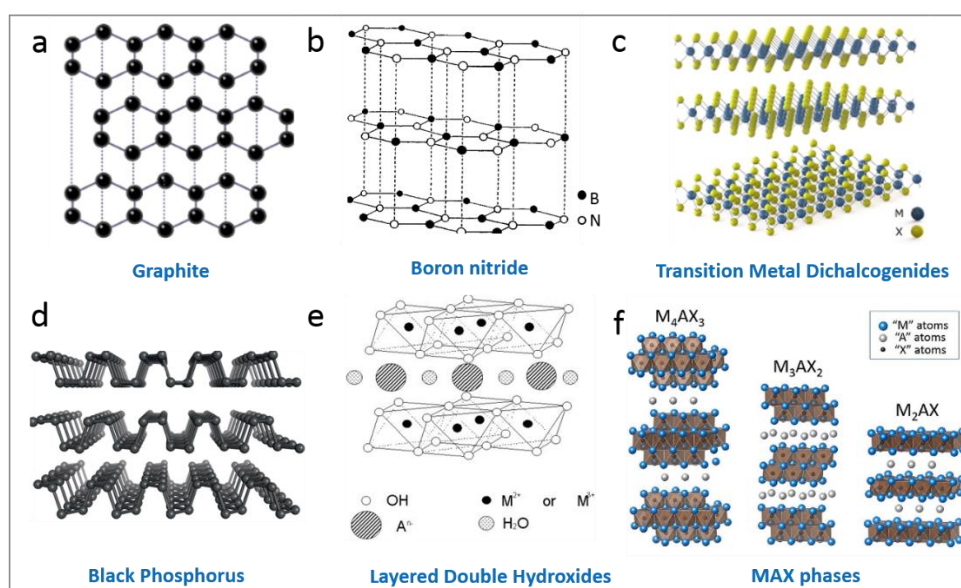 a
b
c
B
N
M
X
Graphite
Boron nitride
Transition Metal Dichalcogenides
d
e
f
M₄AX₃
M₃AX₂
M₂AX
"M" atoms
"A" atoms
"X" atoms
OH
M²⁺ or M³⁺
Aⁿ⁻
H₂O
Black Phosphorus
Layered Double Hydroxides
MAX phases